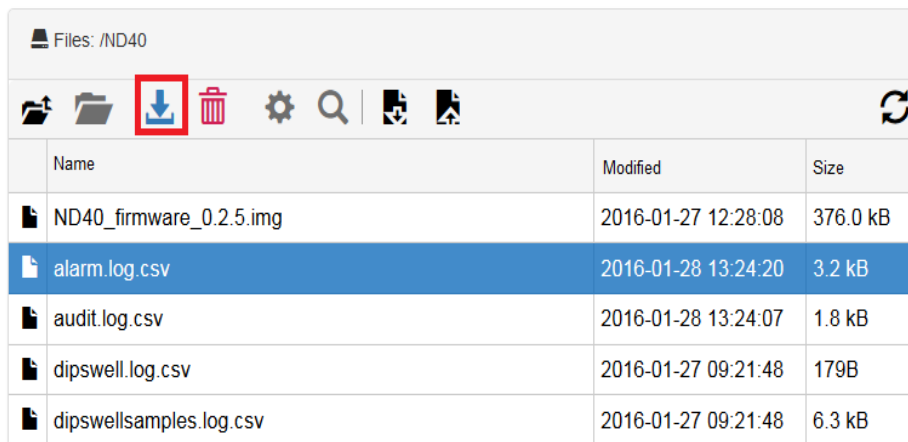 Files: /ND40
Name Modified Size
ND40_firmware_0.2.5.img 2016-01-27 12:28:08 376.0 kB
alarm.log.csv 2016-01-28 13:24:20 3.2 kB
audit.log.csv 2016-01-28 13:24:07 1.8 kB
dipswell.log.csv 2016-01-27 09:21:48 179B
dipswellsamples.log.csv 2016-01-27 09:21:48 6.3 kB